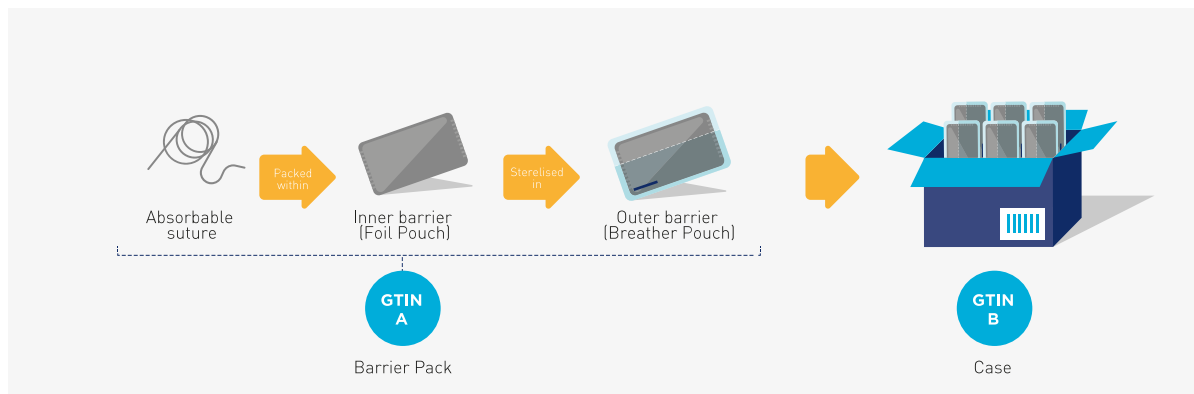 Absorbable
suture
Packed
within
Inner barrier
(Foil Pouch)
Sterelised
in
Outer barrier
(Breather Pouch)
GTIN
A
Barrier Pack
GTIN
B
Case